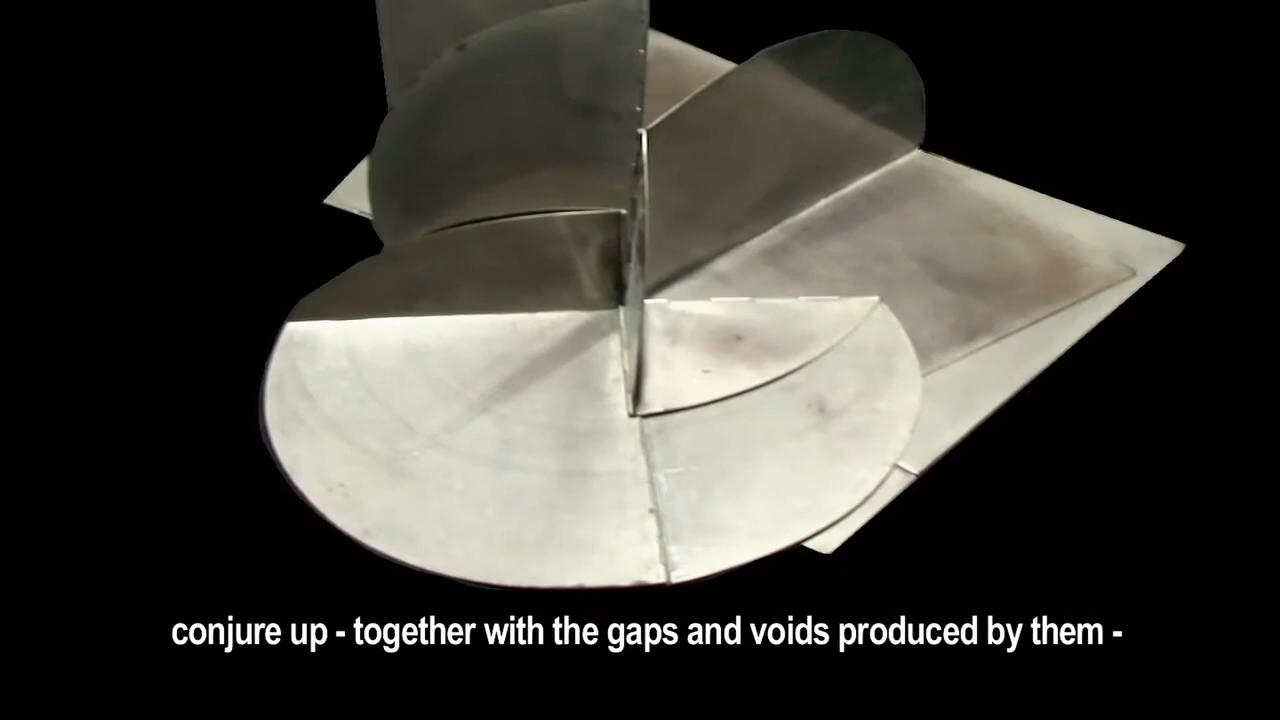 conjure up - together with the gaps and voids produced by them -